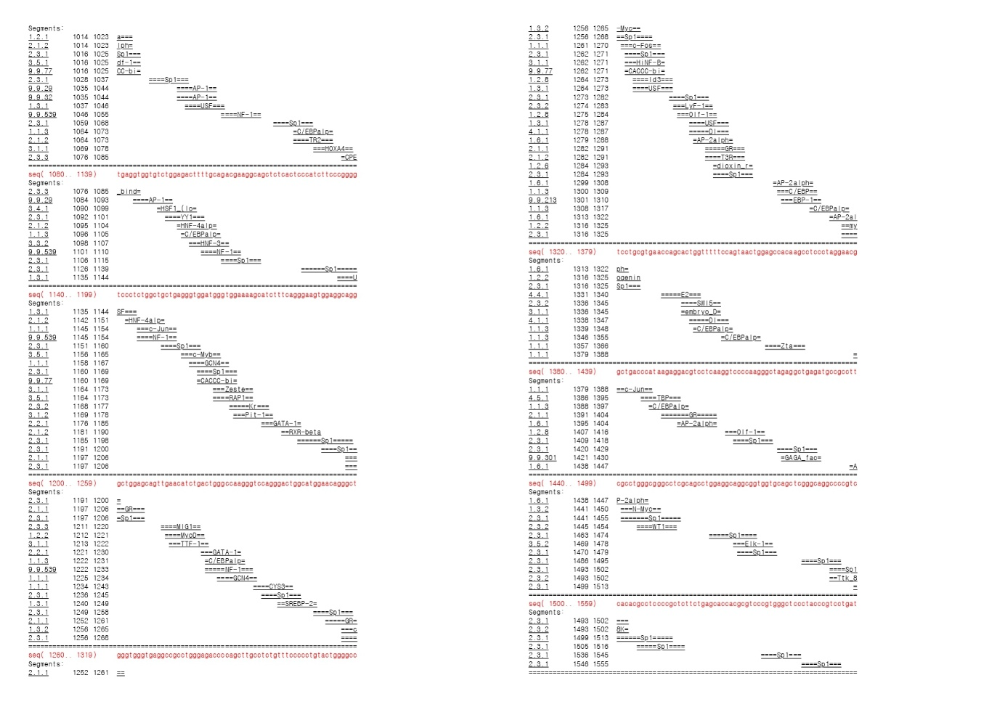 Segments:
1.2.1 1014 1023 a===
2.1.2 1014 1023 lph=
2.3.1 1016 1025 Sp1===
3.5.1 1016 1025 df-1==
9.9.77 1016 1025 CC-bi=
2.3.1 1028 1037 ====Sp1===
9.9.29 1035 1044 ====AP-1==
9.9.32 1035 1044 ====AP-1==
1.3.1 1037 1046 ====USF===
9.9.539 1046 1055 ====NF-1==
2.3.1 1059 1068 ====Sp1===
1.1.3 1064 1073 =C/EBPalp=
2.1.2 1064 1073 ====TR2===
3.1.1 1069 1078 ===HOXA4==
2.3.3 1076 1085 =CPE
==================================================================================
seq( 1080.. 1139) tgaggtggtgtctggagacttttgcagacgaaggcagctctcactcccatcttcccgggg
Segments:
2.3.3 1076 1085 _bind=
9.9.29 1084 1093 ====AP-1==
3.4.1 1090 1099 =HSF1_(lo=
2.3.1 1092 1101 ====YY1===
2.1.2 1095 1104 =HNF-4alp=
1.1.3 1096 1105 =C/EBPalp=
3.3.2 1098 1107 ===HNF-3==
9.9.539 1101 1110 ====NF-1==
2.3.1 1106 1115 ====Sp1===
2.3.1 1126 1139 ======Sp1=====
1.3.1 1135 1144 ====U
==================================================================================
seq( 1140.. 1199) tccctctggctgctgagggtggatgggtggaaaagcatctttcagggaagtggaggcagg
Segments:
1.3.1 1135 1144 SF===
2.1.2 1142 1151 =HNF-4alp=
1.1.1 1145 1154 ===c-Jun==
9.9.539 1145 1154 ====NF-1==
2.3.1 1151 1160 ====Sp1===
3.5.1 1156 1165 ===c-Myb==
1.1.1 1158 1167 ====GCN4==
2.3.1 1160 1169 ====Sp1===
9.9.77 1160 1169 =CACCC-bi=
3.1.1 1164 1173 ===Zeste==
3.5.1 1164 1173 ====RAP1==
2.3.2 1168 1177 =====Kr===
3.1.2 1169 1178 ===Pit-1==
2.2.1 1176 1185 ===GATA-1=
2.1.2 1181 1190 ==RXR-beta
2.3.1 1185 1198 ======Sp1=====
2.3.1 1191 1200 ====Sp1==
2.1.1 1197 1206 ===
2.3.1 1197 1206 ===
==================================================================================
seq( 1200.. 1259) gctggagcagttgaacatctgactgggccaagggtccagggactggcatggaacagggct
Segments:
2.3.1 1191 1200 =
2.1.1 1197 1206 ==GR===
2.3.1 1197 1206 =Sp1===
2.3.3 1211 1220 ====MIG1==
1.2.2 1212 1221 ====MyoD==
3.1.1 1213 1222 ===TTF-1==
2.2.1 1221 1230 ===GATA-1=
1.1.3 1222 1231 =C/EBPalp=
9.9.539 1222 1233 =====NF-1===
1.1.1 1225 1234 ====GCN4==
1.1.1 1234 1243 ====CYS3==
2.3.1 1236 1245 ====Sp1===
1.3.1 1240 1249 ==SREBP-2=
2.3.1 1249 1258 ====Sp1===
2.1.1 1252 1261 =====GR=
1.3.2 1256 1265 ===c
2.3.1 1256 1268 ====
==================================================================================
seq( 1260.. 1319) gggtgggtgaggccgcctgggagacccccagcttgcctctgtttccccctgtactggggcc
Segments:
2.1.1 1252 1261 ==
1.3.2 1256 1265 -Myc==
2.3.1 1256 1268 ==Sp1====
1.1.1 1261 1270 ===c-Fos==
2.3.1 1262 1271 ====Sp1===
3.1.1 1262 1271 ===HiNF-B=
9.9.77 1262 1271 =CACCC-bi=
1.2.8 1264 1273 ====Id3===
1.3.1 1264 1273 ====USF===
2.3.1 1273 1282 ====Sp1===
2.3.2 1274 1283 ===LyF-1==
1.2.8 1275 1284 ===Olf-1==
1.3.1 1278 1287 ====USF===
4.1.1 1278 1287 =====Dl===
1.6.1 1279 1288 =AP-2alph=
2.1.1 1282 1291 =====GR===
2.1.2 1282 1291 ====T3R===
1.2.6 1284 1293 =dioxin_r=
2.3.1 1284 1293 ====Sp1===
1.6.1 1299 1308 =AP-2alph=
1.1.3 1300 1309 ===C/EBP==
9.9.213 1301 1310 ===EBP-1==
1.1.3 1308 1317 =C/EBPalp=
1.6.1 1313 1322 =AP-2al
1.2.2 1316 1325 ==my
2.3.1 1316 1325 ====
==================================================================================
seq( 1320.. 1379) tcctgcgtgaaccagcactggtttttccagtaactggagccacaagcctccctaggaacg
Segments:
1.6.1 1313 1322 ph=
1.2.2 1316 1325 ogenin
2.3.1 1316 1325 Sp1===
4.4.1 1331 1340 =====E2===
2.3.2 1336 1345 ====SWI5==
3.1.1 1336 1345 =embryo_D=
4.1.1 1338 1347 =====Dl===
1.1.3 1339 1348 =C/EBPalp=
1.1.3 1346 1355 =C/EBPalp=
1.1.1 1357 1366 ====Zta===
1.1.1 1379 1388 =
==================================================================================
seq( 1380.. 1439) gctgacccataagaggacgtcctcaaggtccccaagggctagaggctgagatgccgcctt
Segments:
1.1.1 1379 1388 ==c-Jun==
4.5.1 1386 1395 ====TBP===
1.1.3 1388 1397 =C/EBPalp=
2.1.1 1391 1404 =======GR=====
1.6.1 1395 1404 =AP-2alph=
1.2.8 1407 1416 ===Olf-1==
2.3.1 1409 1418 ====Sp1===
2.3.1 1420 1429 ====Sp1===
9.9.301 1421 1430 =GAGA_fac=
1.6.1 1438 1447 =A
==================================================================================
seq( 1440.. 1499) cgcctgggcgggcctcgcagcctggaggcaggcggtggtgcagctcgggcaggccccgtc
Segments:
1.6.1 1438 1447 P-2alph=
1.3.2 1441 1450 ===N-Myc==
2.3.1 1441 1455 =======Sp1=====
2.3.2 1445 1454 ====WT1===
2.3.1 1463 1474 =====Sp1====
3.5.2 1469 1478 ===Elk-1==
2.3.1 1470 1479 ====Sp1===
2.3.1 1486 1495 ====Sp1===
2.3.1 1493 1502 ====Sp1
2.3.2 1493 1502 ==Ttk_8
2.3.1 1499 1513 =
==================================================================================
seq( 1500.. 1559) cacacgcctccccgctcttctgagcaccacgcgtcccgtgggctccctacccgtcctgat
Segments:
2.3.1 1493 1502 ===
2.3.2 1493 1502 8K=
2.3.1 1499 1513 ======Sp1=====
2.3.1 1505 1516 =====Sp1====
2.3.1 1536 1545 ====Sp1===
2.3.1 1546 1555 ====Sp1===
==================================================================================